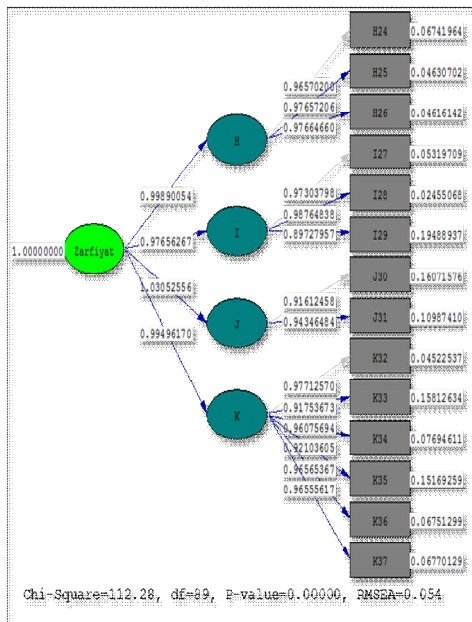 H24 0.06741964
0.96570200
H25 0.04630702
0.97657206
H26 0.04616142
0.97664660
H
I27 0.05319709
0.97303798
I28 0.02455068
0.99890054
0.98764838
I
I29 0.19488937
0.89727957
1.00000000 Zarfiyat 0.97656267
J30 0.16071576
1.03052556
0.91612458
J
J31 0.10987410
0.94346484
0.99496170
K32 0.04522537
0.97712570
K33 0.15812634
0.91753673
K
K34 0.07694611
0.96075694
0.92103605
K35 0.15169259
0.96565367
K36 0.06751299
0.96555617
K37 0.06770129
Chi-Square=112.28, df=89, P-value=0.00000, RMSEA=0.054